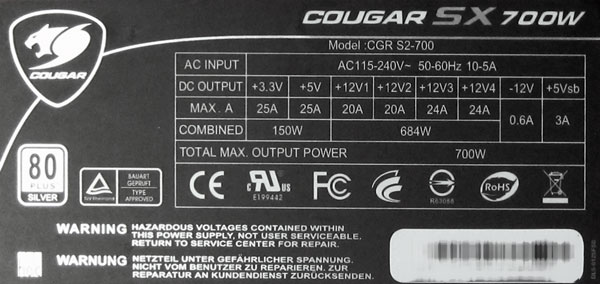 COUGAR SX 700W
COUGAR
Model :CGR S2-700
AC INPUT AC115-240V~ 50-60Hz 10-5A
DC OUTPUT +3.3V +5V +12V1 +12V2 +12V3 +12V4 -12V +5Vsb
MAX. A 25A 25A 20A 20A 24A 24A 0.6A 3A
COMBINED 150W 684W
TOTAL MAX. OUTPUT POWER 700W
80
PLUS
SILVER
TÜVRheinland
BAUART
GEPRÜFT
TYPE
APPROVED
CE
c RU us
E199442
FC
R63088
RoHS
WARNING HAZARDOUS VOLTAGES CONTAINED WITHIN
THIS POWER SUPPLY, NOT USER SERVICEABLE.
RETURN TO SERVICE CENTER FOR REPAIR.
WARNUNG NETZTEIL UNTER GEFÄHRLICHER SPANNUNG.
NICHT VOM BENUTZER ZU REPARIEREN. ZUR
REPARATUR AN KUNDENDIENST ZURÜCKSENDEN.